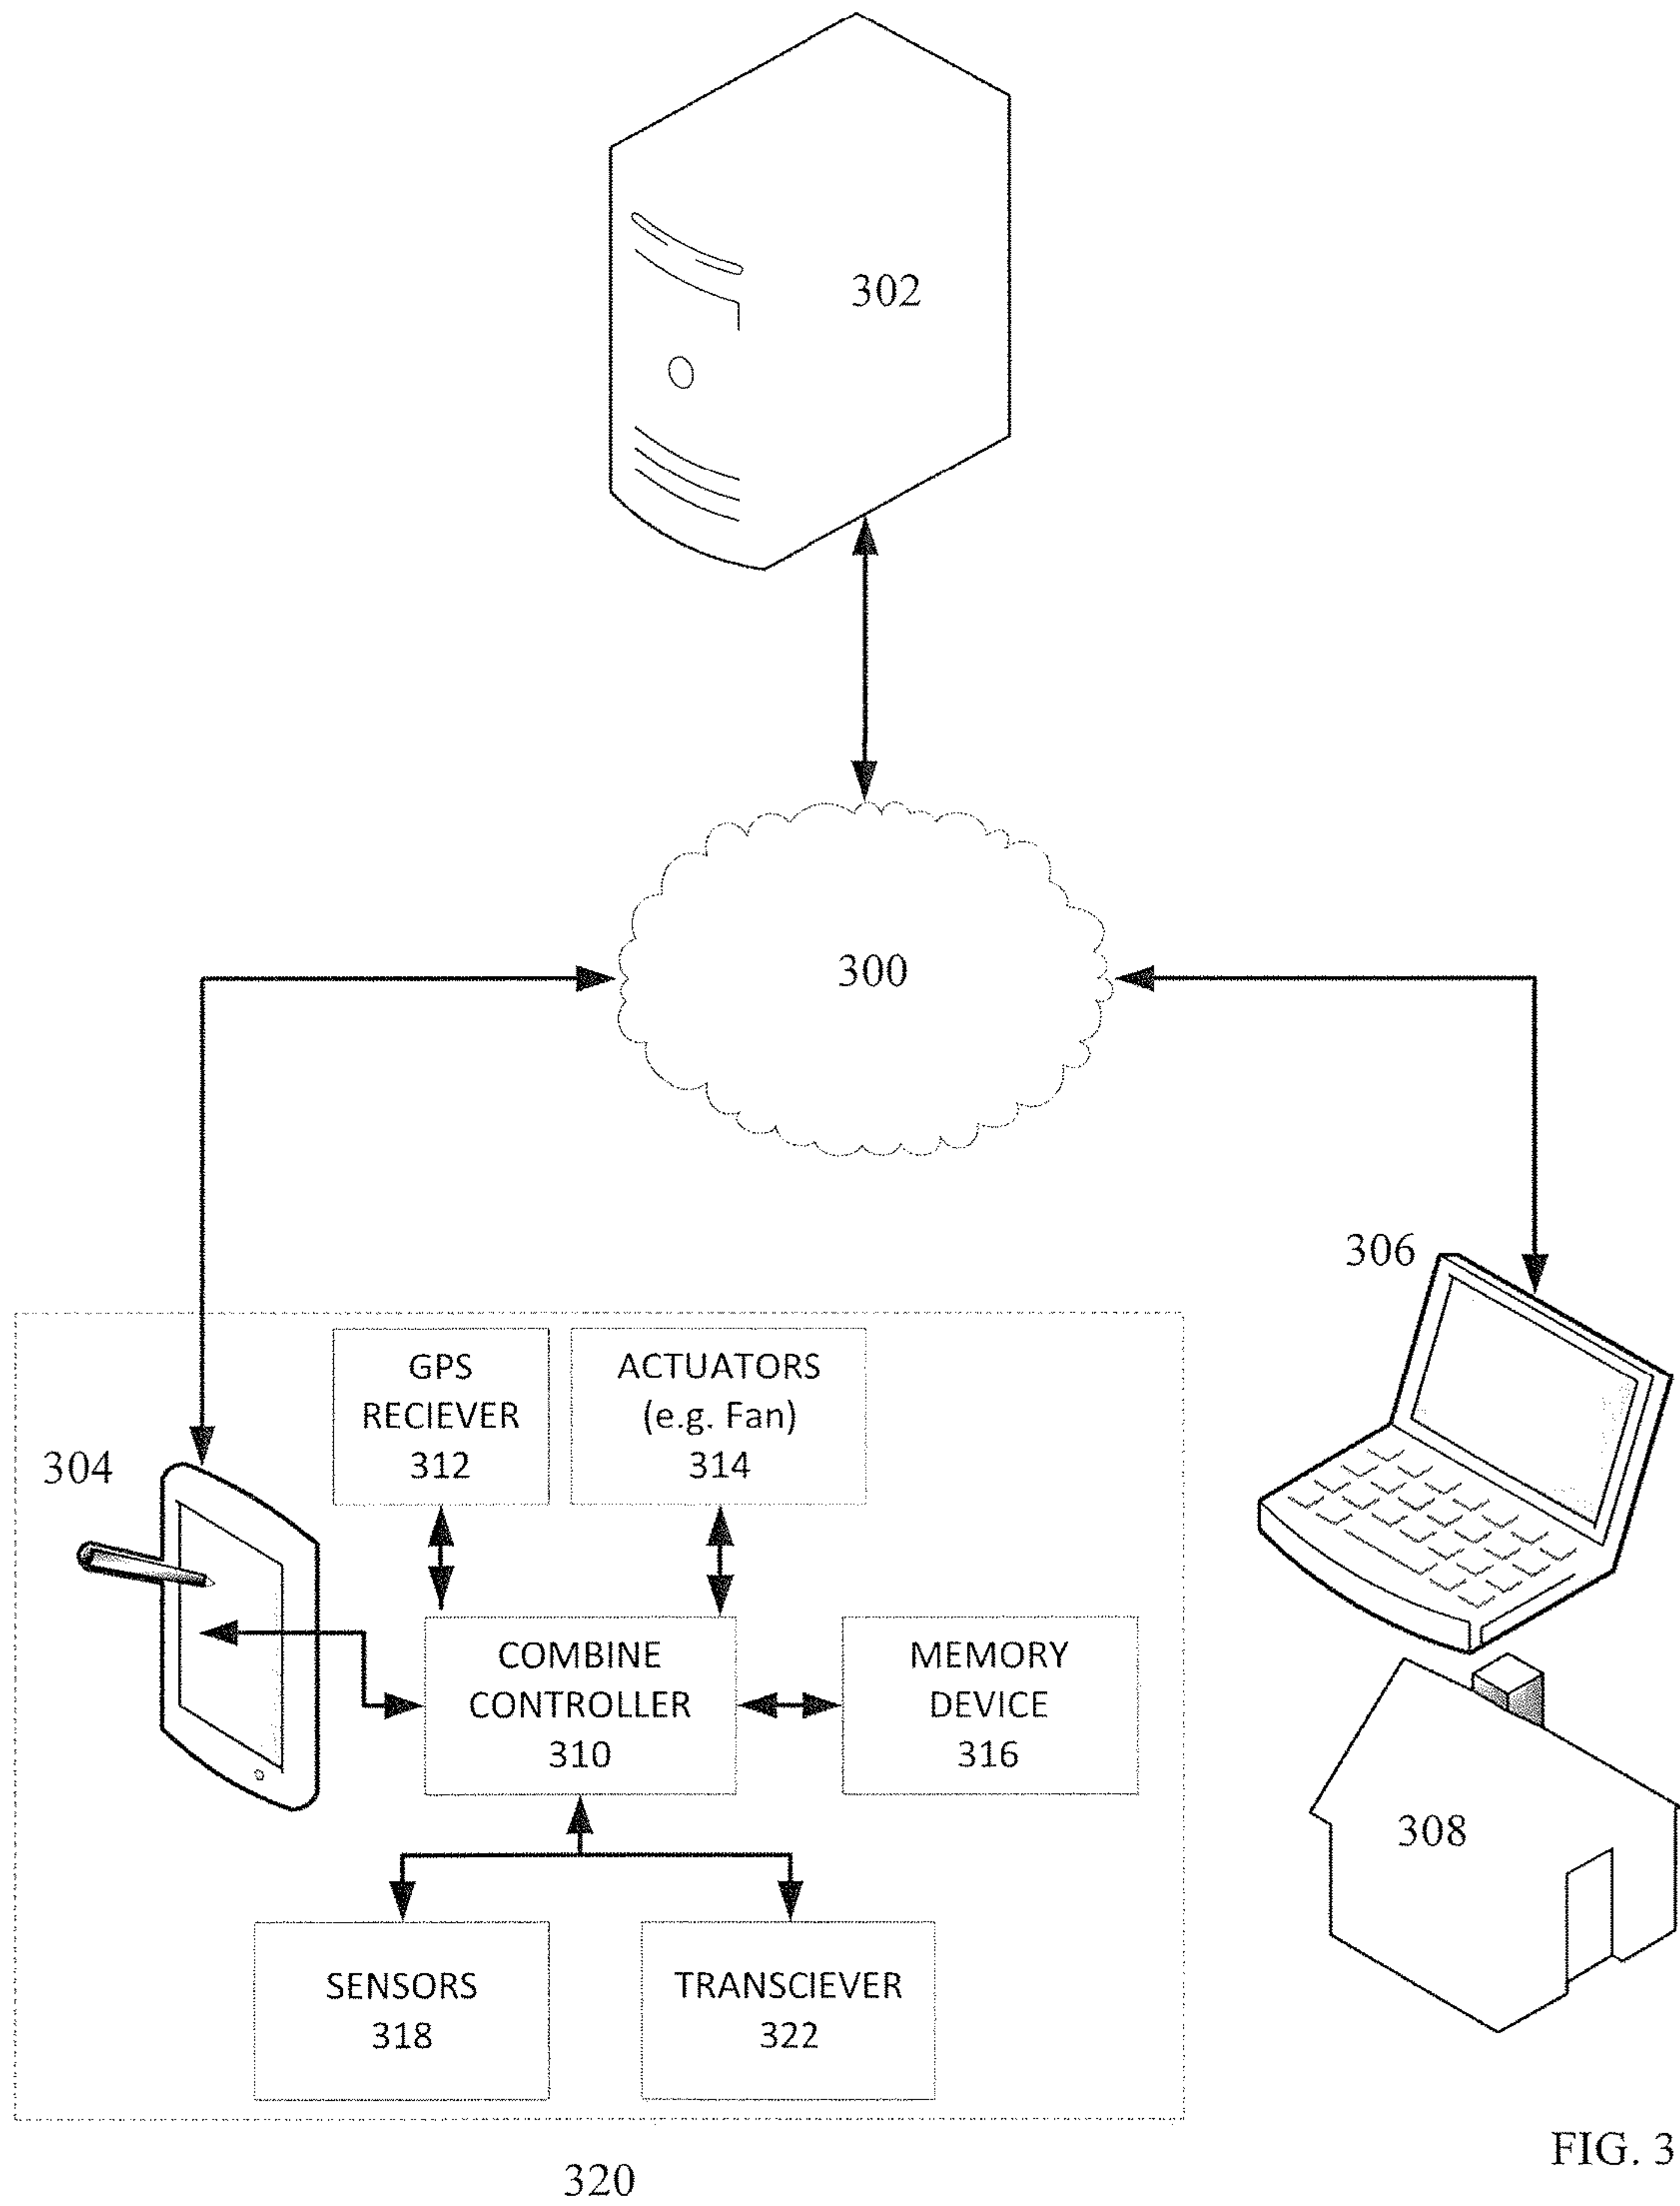 302
300
306
304
GPS
RECIEVER
312
ACTUATORS
(e.g. Fan)
314
COMBINE
CONTROLLER
310
MEMORY
DEVICE
316
308
SENSORS
318
TRANSCIEVER
322
320
FIG. 3